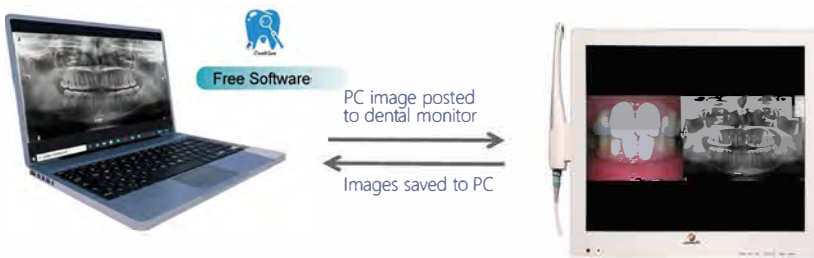 Free Software
PC image posted
to dental monitor
Images saved to PC